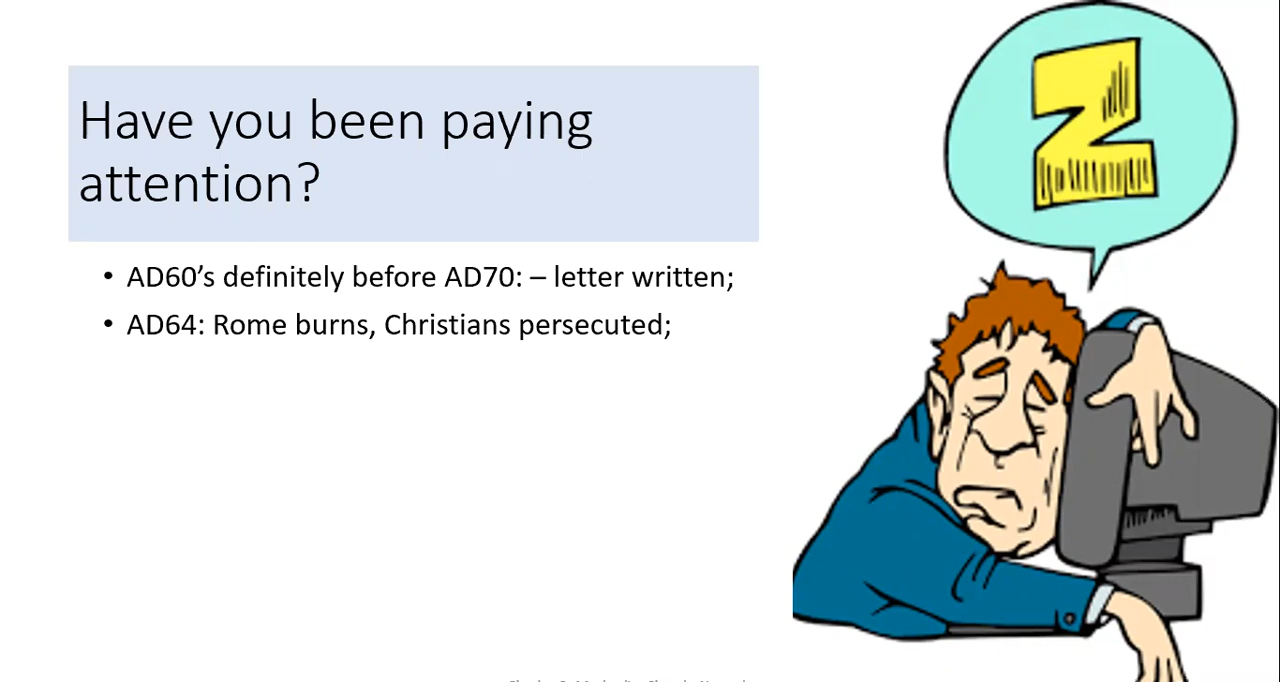 Have you been paying
attention?
• AD60’s definitely before AD70: – letter written;
• AD64: Rome burns, Christians persecuted;
Z